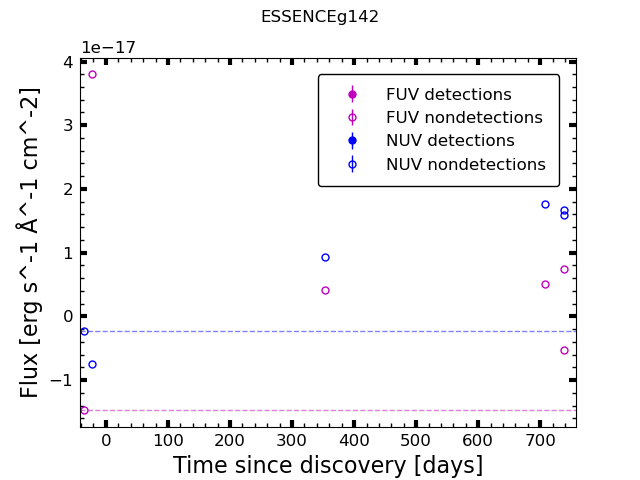 ESSENCEg142
1e−17
4
3
2
1
0
−1
Flux [erg s^-1 Å^-1 cm^-2]
FUV detections
FUV nondetections
NUV detections
NUV nondetections
0 100 200 300 400 500 600 700
Time since discovery [days]